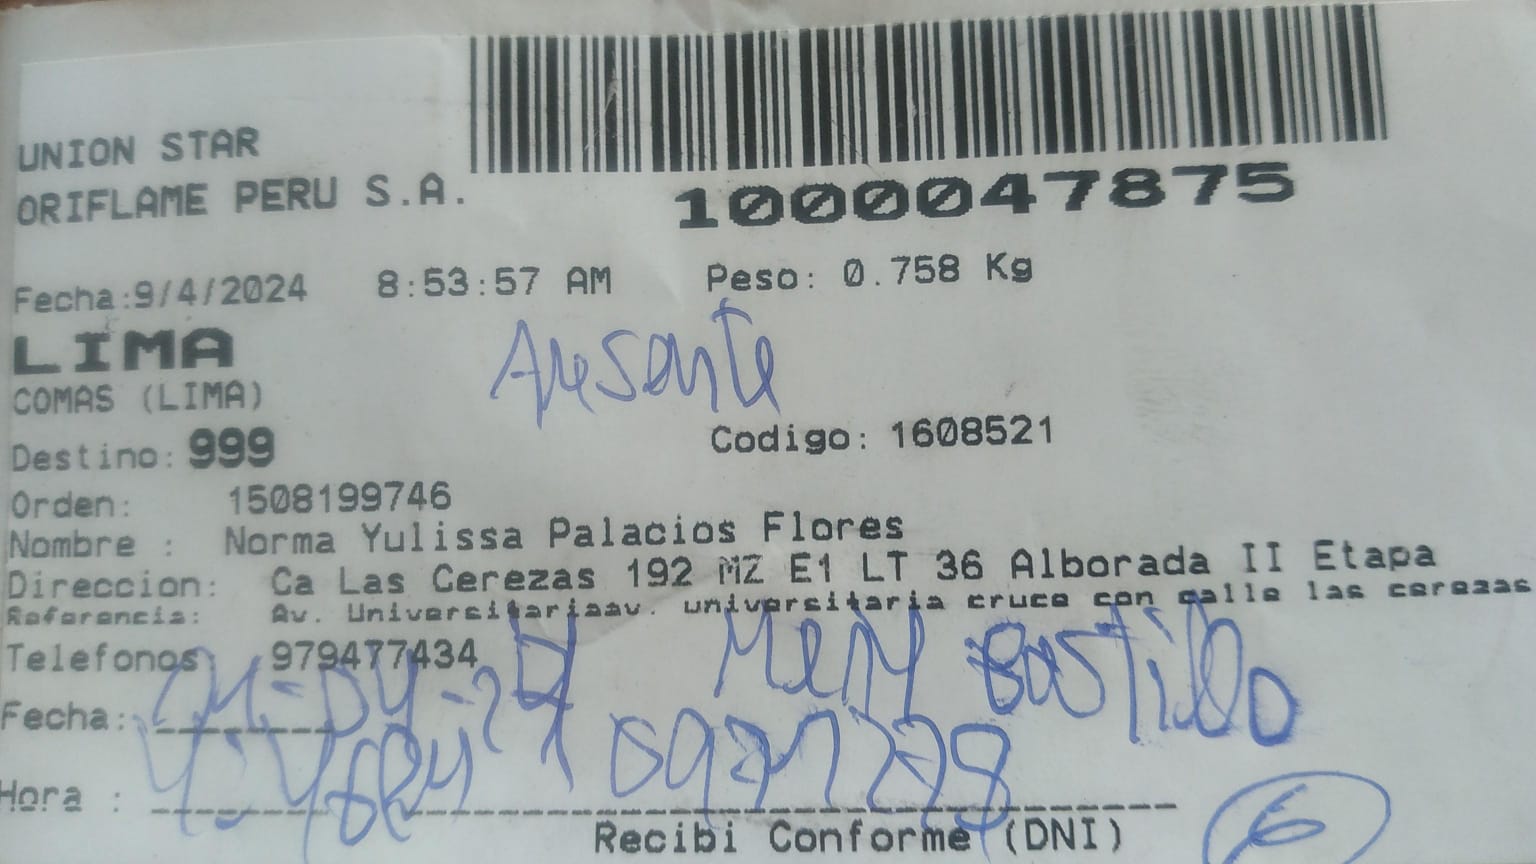 UNION STAR
ORIFLAME PERU S.A.
1000047875
Fecha:9/4/2024 8:53:57 AM Peso: 0.758 Kg
LIMA
COMAS (LIMA)
Destino: 999 Codigo: 1608521
Orden: 1508199746
Nombre : Norma Yulissa Palacios Flores
Direccion: Ca Las Cerezas 192 MZ E1 LT 36 Alborada II Etapa
Referencia: Av. Universitariaav. universitaria cruce con calle las cerezas
Telefonos 979477434
Fecha:
Hora :
Recibi Conforme (DNI)
6